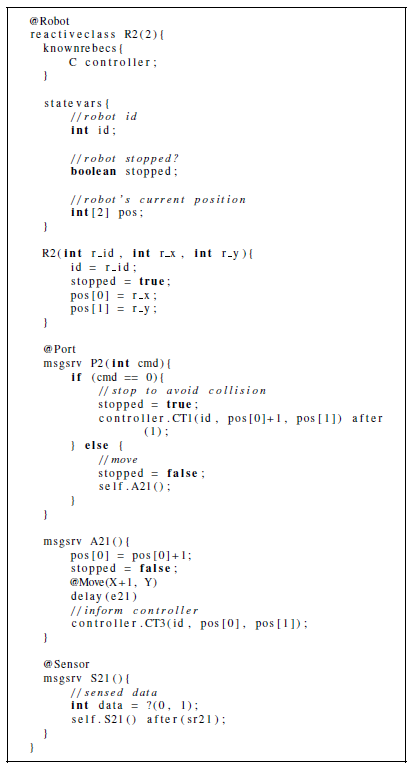 @Robot
reactiveclass R2(2){
knownrebecs{
C controller;
}
statevars{
//robot id
int id;
//robot stopped?
boolean stopped;
//robot's current position
int[2] pos;
}
R2(int r_id, int r_x, int r_y){
id = r_id;
stopped = true;
pos[0] = r_x;
pos[1] = r_y;
}
@Port
msgsrv P2(int cmd){
if (cmd == 0){
//stop to avoid collision
stopped = true;
controller.CT1(id, pos[0]+1, pos[1]) after
(1);
} else {
//move
stopped = false;
self.A21();
}
}
msgsrv A21(){
pos[0] = pos[0]+1;
stopped = false;
@Move(X+1, Y)
delay(e21)
//inform controller
controller.CT3(id, pos[0], pos[1]);
}
@Sensor
msgsrv S21(){
//sensed data
int data = ?(0, 1);
self.S21() after(sr21);
}
}